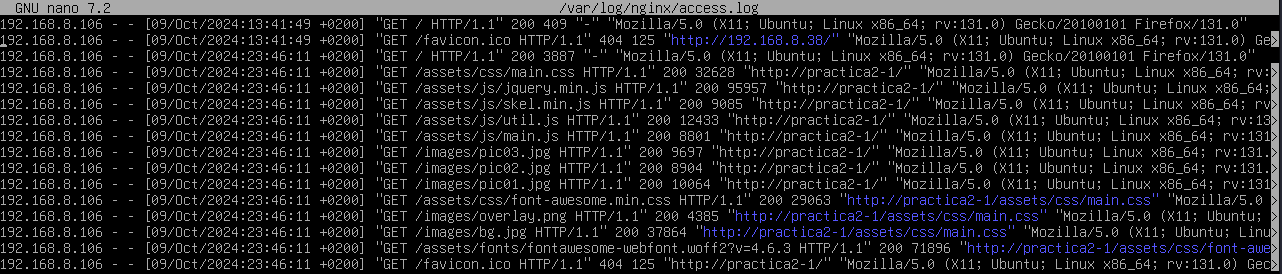 GNU nano 7.2 /var/log/nginx/access.log
192.168.8.106 - - [09/Oct/2024:13:41:49 +0200] "GET / HTTP/1.1" 200 409 "-" "Mozilla/5.0 (X11; Ubuntu; Linux x86_64; rv:131.0) Gecko/20100101 Firefox/131.0"
192.168.8.106 - - [09/Oct/2024:13:41:49 +0200] "GET /favicon.ico HTTP/1.1" 404 125 "http://192.168.8.38/" "Mozilla/5.0 (X11; Ubuntu; Linux x86_64; rv:131.0) Ge>
192.168.8.106 - - [09/Oct/2024:23:46:11 +0200] "GET / HTTP/1.1" 200 3887 "-" "Mozilla/5.0 (X11; Ubuntu; Linux x86_64; rv:131.0) Gecko/20100101 Firefox/131.0"
192.168.8.106 - - [09/Oct/2024:23:46:11 +0200] "GET /assets/css/main.css HTTP/1.1" 200 32628 "http://practica2-1/" "Mozilla/5.0 (X11; Ubuntu; Linux x86_64; rv>
192.168.8.106 - - [09/Oct/2024:23:46:11 +0200] "GET /assets/js/jquery.min.js HTTP/1.1" 200 95957 "http://practica2-1/" "Mozilla/5.0 (X11; Ubuntu; Linux x86_64;>
192.168.8.106 - - [09/Oct/2024:23:46:11 +0200] "GET /assets/js/skel.min.js HTTP/1.1" 200 9085 "http://practica2-1/" "Mozilla/5.0 (X11; Ubuntu; Linux x86_64; rv>
192.168.8.106 - - [09/Oct/2024:23:46:11 +0200] "GET /assets/js/util.js HTTP/1.1" 200 12433 "http://practica2-1/" "Mozilla/5.0 (X11; Ubuntu; Linux x86_64; rv:13>
192.168.8.106 - - [09/Oct/2024:23:46:11 +0200] "GET /assets/js/main.js HTTP/1.1" 200 8801 "http://practica2-1/" "Mozilla/5.0 (X11; Ubuntu; Linux x86_64; rv:131>
192.168.8.106 - - [09/Oct/2024:23:46:11 +0200] "GET /images/pic03.jpg HTTP/1.1" 200 9697 "http://practica2-1/" "Mozilla/5.0 (X11; Ubuntu; Linux x86_64; rv:131.>
192.168.8.106 - - [09/Oct/2024:23:46:11 +0200] "GET /images/pic02.jpg HTTP/1.1" 200 8904 "http://practica2-1/" "Mozilla/5.0 (X11; Ubuntu; Linux x86_64; rv:131.>
192.168.8.106 - - [09/Oct/2024:23:46:11 +0200] "GET /images/pic01.jpg HTTP/1.1" 200 10064 "http://practica2-1/" "Mozilla/5.0 (X11; Ubuntu; Linux x86_64; rv:131>
192.168.8.106 - - [09/Oct/2024:23:46:11 +0200] "GET /assets/css/font-awesome.min.css HTTP/1.1" 200 29063 "http://practica2-1/assets/css/main.css" "Mozilla/5.0 >
192.168.8.106 - - [09/Oct/2024:23:46:11 +0200] "GET /images/overlay.png HTTP/1.1" 200 4385 "http://practica2-1/assets/css/main.css" "Mozilla/5.0 (X11; Ubuntu; >
192.168.8.106 - - [09/Oct/2024:23:46:11 +0200] "GET /images/bg.jpg HTTP/1.1" 200 37864 "http://practica2-1/assets/css/main.css" "Mozilla/5.0 (X11; Ubuntu; Linu>
192.168.8.106 - - [09/Oct/2024:23:46:11 +0200] "GET /assets/fonts/fontawesome-webfont.woff2?v=4.6.3 HTTP/1.1" 200 71896 "http://practica2-1/assets/css/font-awe>
192.168.8.106 - - [09/Oct/2024:23:46:11 +0200] "GET /favicon.ico HTTP/1.1" 404 125 "http://practica2-1/" "Mozilla/5.0 (X11; Ubuntu; Linux x86_64; rv:131.0) Gec>